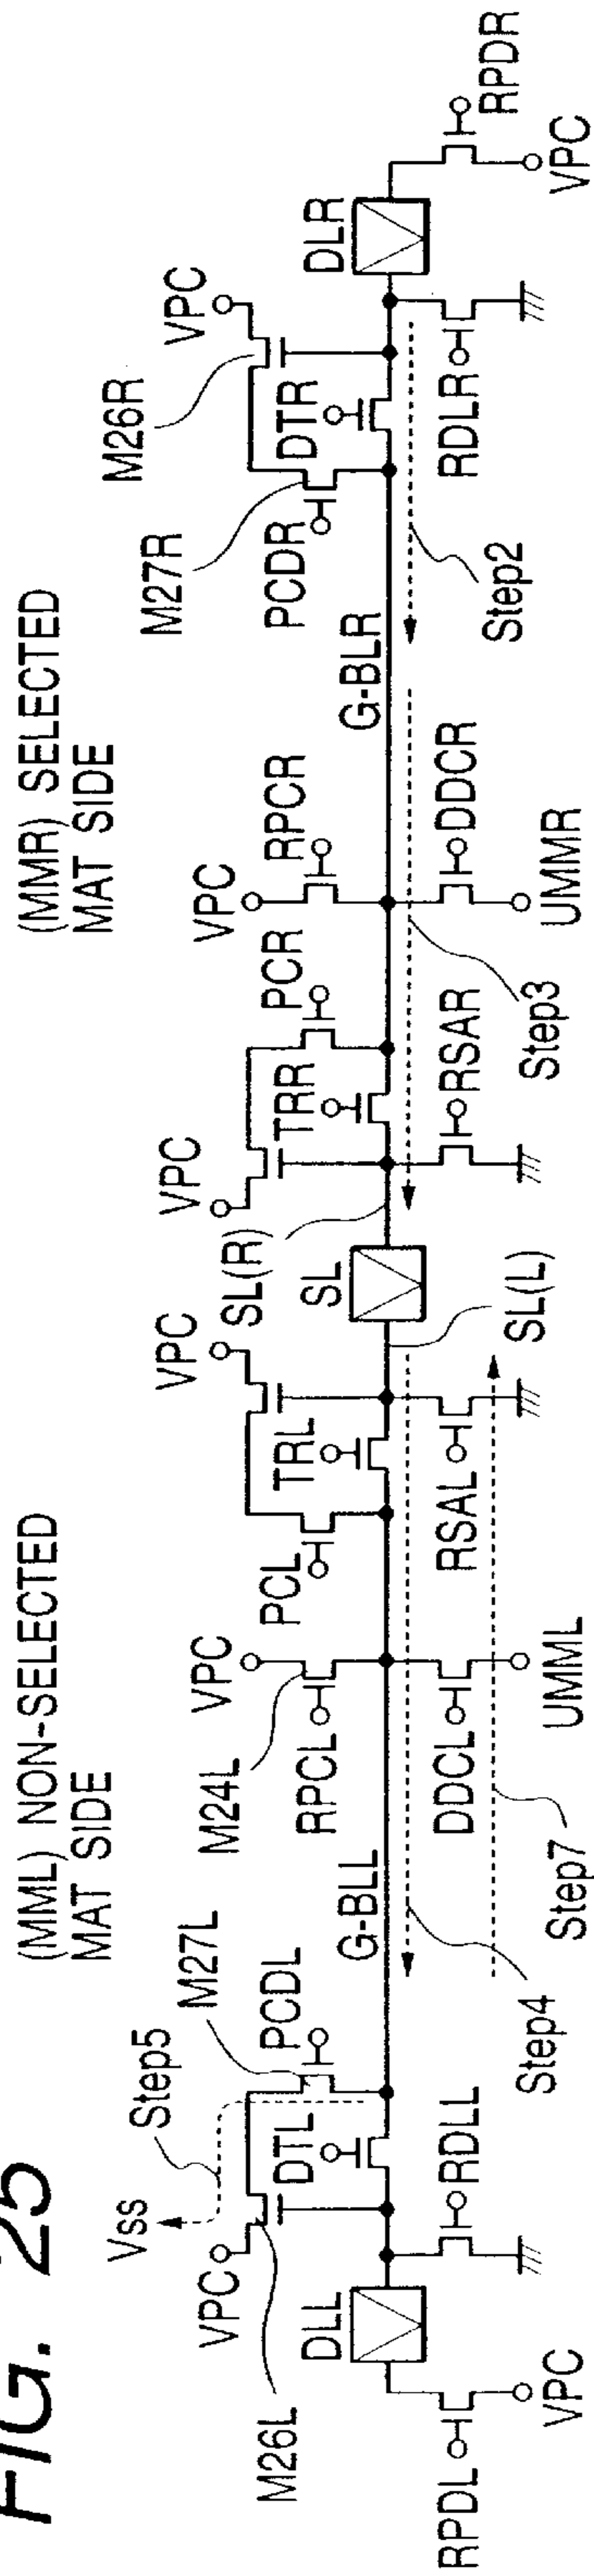 FIG. 25
(MML) NON-SELECTED
MAT SIDE
(MMR) SELECTED
MAT SIDE
Vss
Step5
M27L
M24L
VPC
VPC
VPC
VPC
M27R
M26R
VPC
VPC
M26L
PCDL
RPCL
PCL
TRL
SL(R)
SL
TRR
PCR
RPCR
PCDR
DTR
DLR
DLL
DTL
G-BLL
G-BLR
RPDL
VPC
RDLL
Step4
Step7
DDCL
UMML
RSAL
SL(L)
RSAR
Step3
DDCR
UMMR
Step2
RDLR
RPDR
VPC